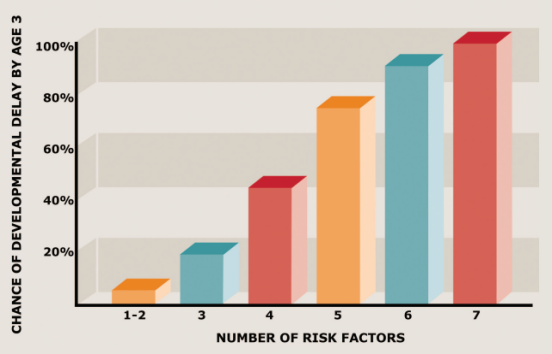 CHANCE OF DEVELOPMENTAL DELAY BY AGE 3
100%
80%
60%
40%
20%
1-2 3 4 5 6 7
NUMBER OF RISK FACTORS